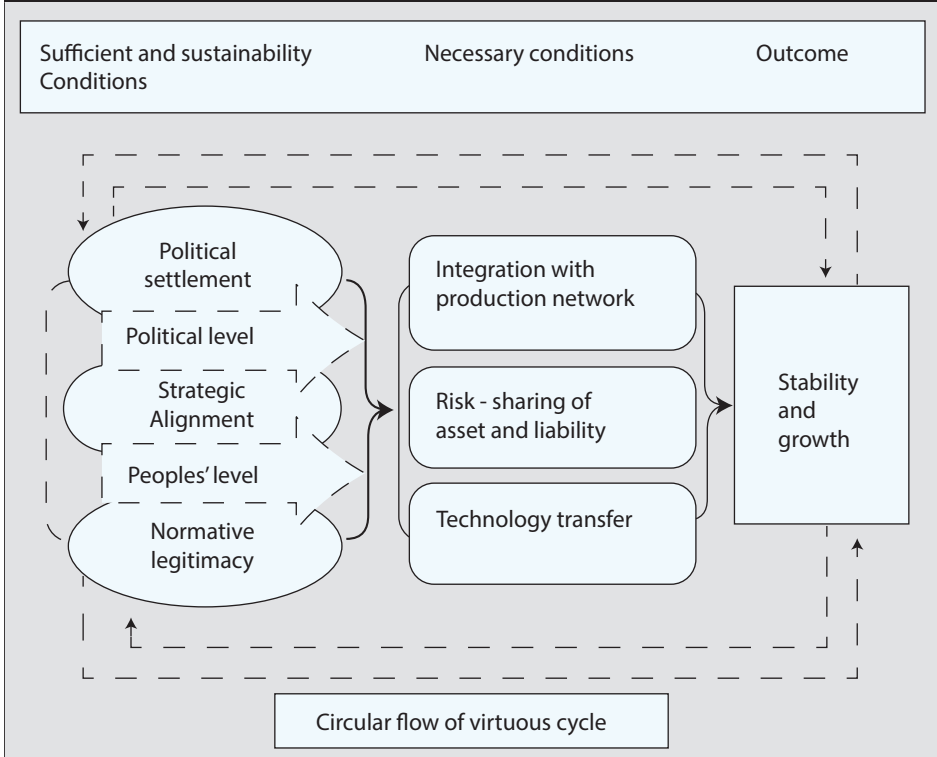 Sufficient and sustainability
Conditions
Necessary conditions
Outcome
Political
settlement
Political level
Strategic
Alignment
Peoples' level
Normative
legitimacy
Integration with
production network
Risk - sharing of
asset and liability
Technology transfer
Stability
and
growth
Circular flow of virtuous cycle